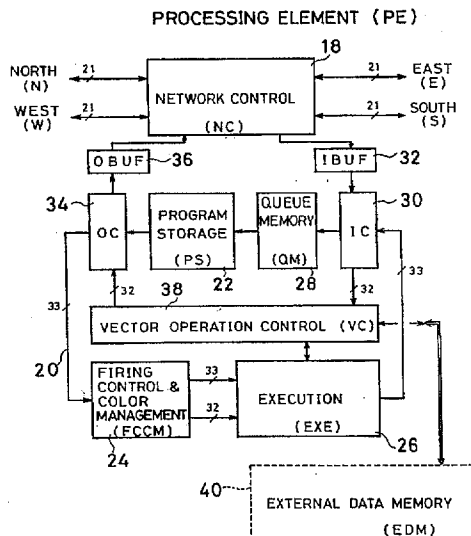 PROCESSING ELEMENT (PE)
18
NORTH
(N)
21
21
EAST
(E)
NETWORK CONTROL
WEST
(W)
21
21
SOUTH
(S)
(NC)
OBUF
36
IBUF
32
34
30
OC
PROGRAM
STORAGE
(PS)
QUEUE
MEMORY
(QM)
IC
22
28
33
32
38
32
33
VECTOR OPERATION CONTROL (VC)
20
FIRING
CONTROL &
COLOR
MANAGEMENT
(FCCM)
33
32
EXECUTION
(EXE)
24
26
40
EXTERNAL DATA MEMORY
(EDM)